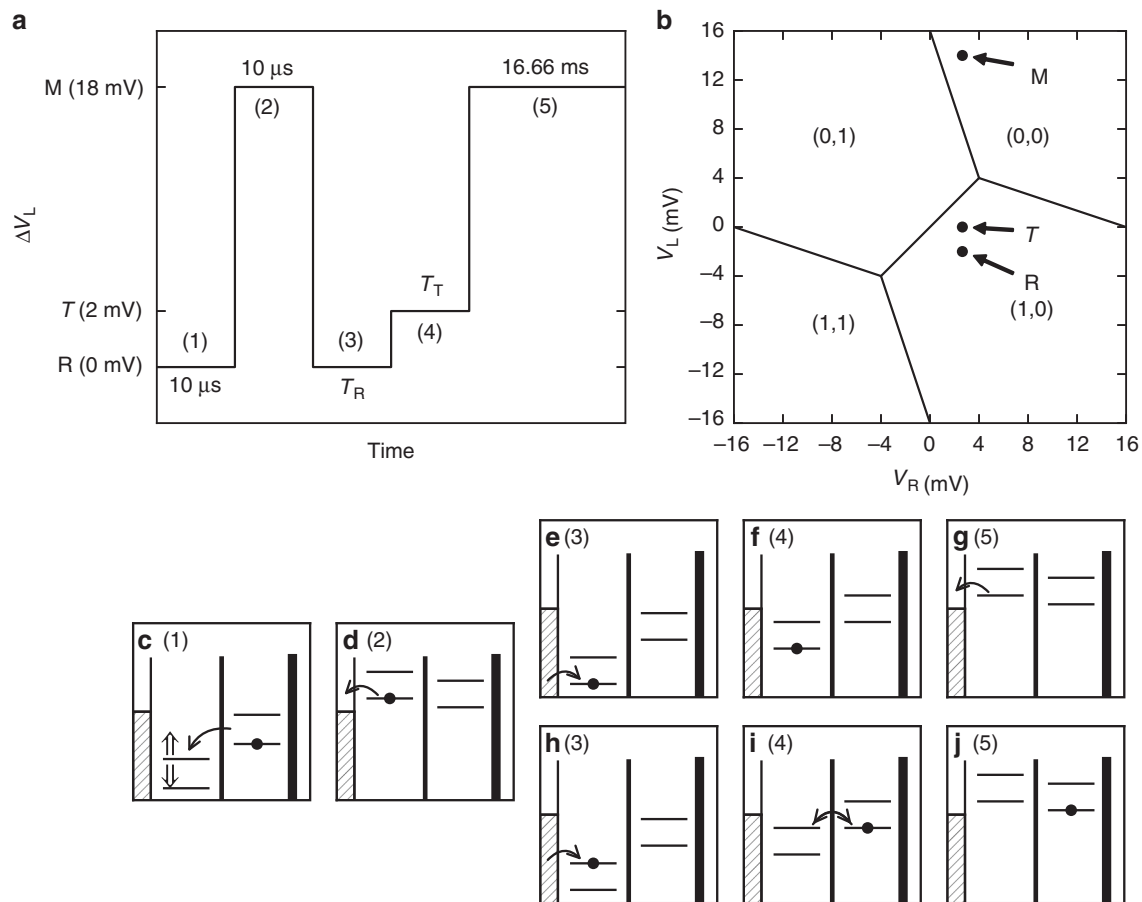 a
ΔV_L
M (18 mV)
T (2 mV)
R (0 mV)
10 μs
(2)
16.66 ms
(5)
(1)
10 μs
(3)
T_R
T_T
(4)
Time
b
V_L (mV)
16
12
8
4
0
−4
−8
−12
−16
−16 −12 −8 −4 0 4 8 12 16
V_R (mV)
M
(0,1)
(0,0)
T
R
(1,0)
(1,1)
c (1)
⇑
⇓
d (2)
e (3)
f (4)
g (5)
h (3)
i (4)
j (5)